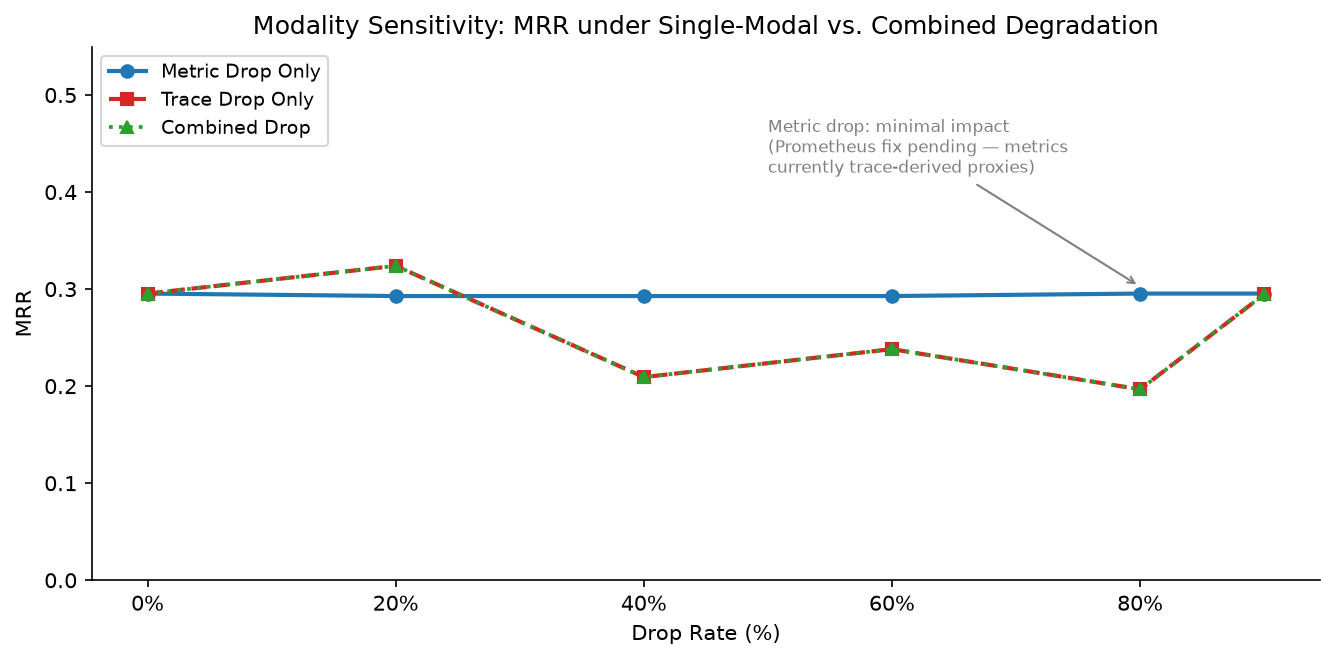 Modality Sensitivity: MRR under Single-Modal vs. Combined Degradation
Metric Drop Only
Trace Drop Only
Combined Drop
Metric drop: minimal impact
(Prometheus fix pending — metrics
currently trace-derived proxies)
MRR
0.5
0.4
0.3
0.2
0.1
0.0
0%
20%
40%
60%
80%
Drop Rate (%)